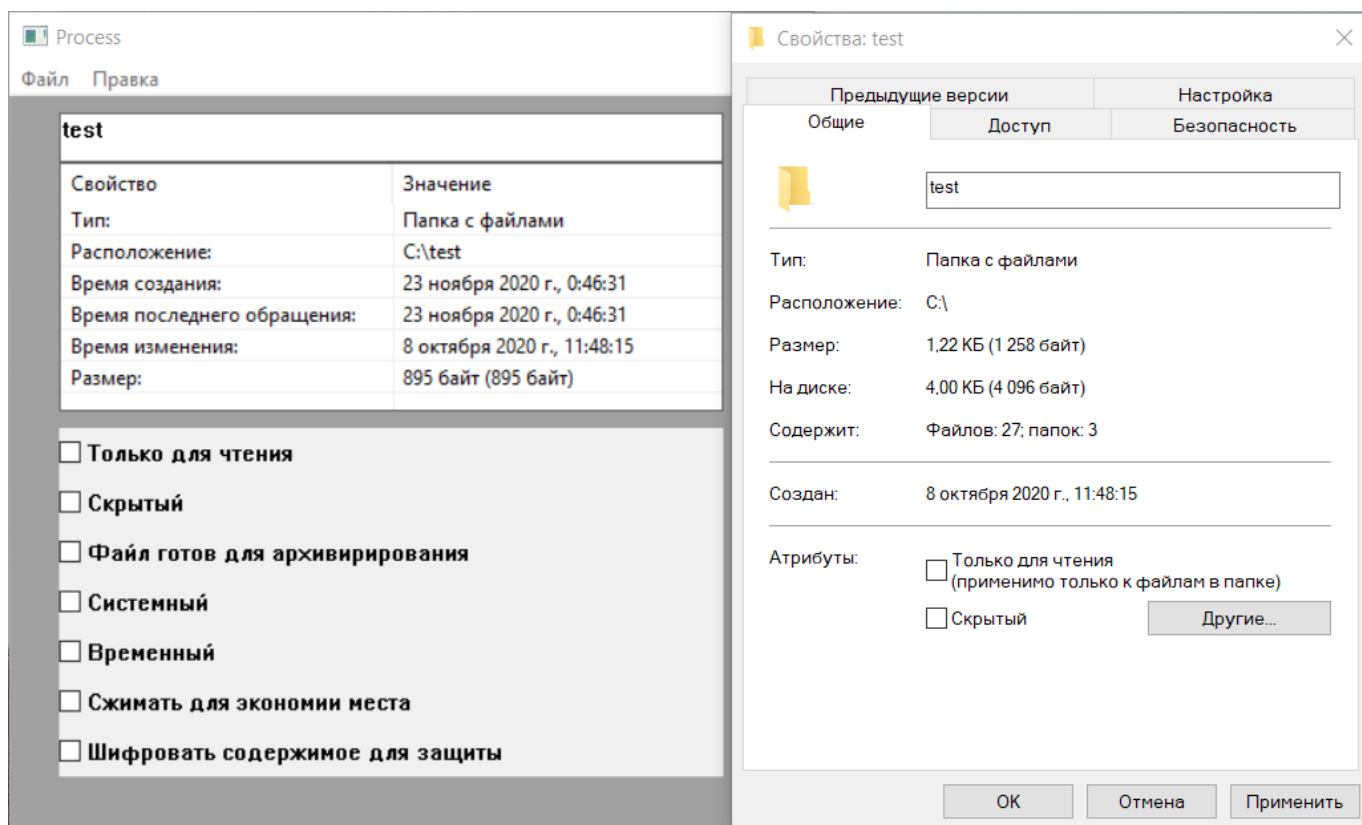 Process
Файл Правка
test
Свойство Значение
Тип: Папка с файлами
Расположение: C:\test
Время создания: 23 ноября 2020 г., 0:46:31
Время последнего обращения: 23 ноября 2020 г., 0:46:31
Время изменения: 8 октября 2020 г., 11:48:15
Размер: 895 байт (895 байт)
Только для чтения
Скрытый
Файл готов для архивирирования
Системный
Временный
Сжимать для экономии места
Шифровать содержимое для защиты
Свойства: test
Предыдущие версии Настройка
Общие Доступ Безопасность
test
Тип: Папка с файлами
Расположение: C:\
Размер: 1,22 КБ (1 258 байт)
На диске: 4,00 КБ (4 096 байт)
Содержит: Файлов: 27; папок: 3
Создан: 8 октября 2020 г., 11:48:15
Атрибуты: Только для чтения
(применимо только к файлам в папке)
Скрытый Другие...
ОК Отмена Применить